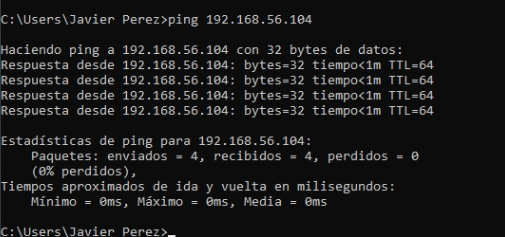 C:\Users\Javier Perez>ping 192.168.56.104
Haciendo ping a 192.168.56.104 con 32 bytes de datos:
Respuesta desde 192.168.56.104: bytes=32 tiempo<1m TTL=64
Respuesta desde 192.168.56.104: bytes=32 tiempo<1m TTL=64
Respuesta desde 192.168.56.104: bytes=32 tiempo<1m TTL=64
Respuesta desde 192.168.56.104: bytes=32 tiempo<1m TTL=64
Estadísticas de ping para 192.168.56.104:
Paquetes: enviados = 4, recibidos = 4, perdidos = 0
(0% perdidos),
Tiempos aproximados de ida y vuelta en milisegundos:
Mínimo = 0ms, Máximo = 0ms, Media = 0ms
C:\Users\Javier Perez>_